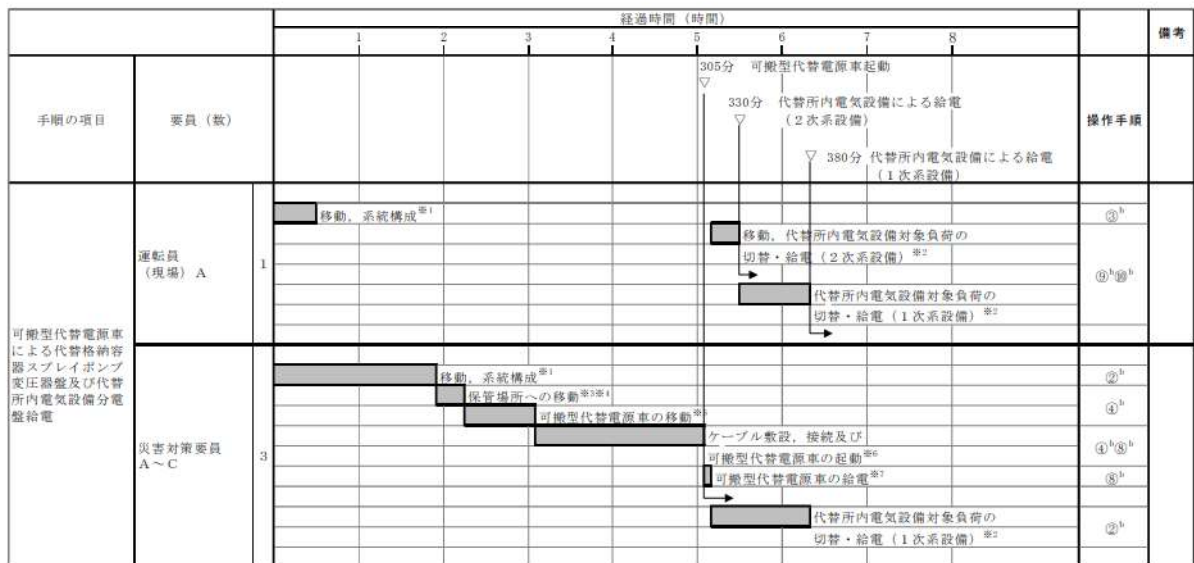 経過時間(時間)
備考
1 2 3 4 5 6 7 8
手順の項目
要員(数)
操作手順
305分 可搬型代替電源車起動
▽
330分 代替所内電気設備による給電
(2次系設備)
▽
▽ 380分 代替所内電気設備による給電
(1次系設備)
可搬型代替電源車
による代替格納容
器スプレイポンプ
変圧器盤及び代替
所内電気設備分電
盤給電
運転員
(現場)A
1
移動,系統構成※1
③h
移動,代替所内電気設備対象負荷の
切替・給電(2次系設備)※2
⑨h⑩h
代替所内電気設備対象負荷の
切替・給電(1次系設備)※2
災害対策要員
A~C
3
移動,系統構成※1
②h
保管場所への移動※3※4
④h
可搬型代替電源車の移動※5
ケーブル敷設,接続及び
可搬型代替電源車の起動※6
④h⑧h
可搬型代替電源車の給電※7
⑧h
代替所内電気設備対象負荷の
切替・給電(1次系設備)※2
②h